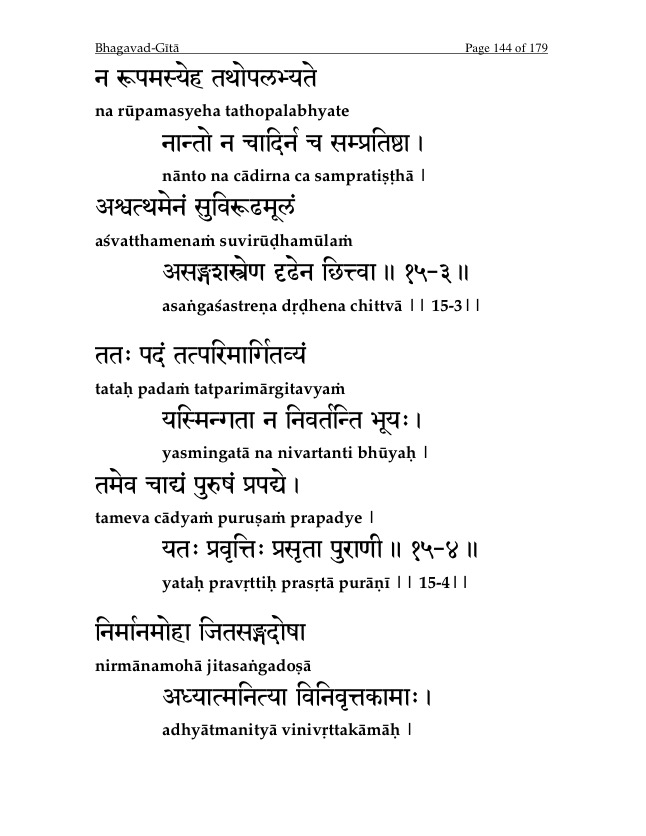 Bhagavad-Gītā Page 144 of 179
न रूपमस्येह तथोपलभ्यते
na rūpamasyeha tathopalabhyate
नान्तो न चादिर्न च सम्प्रतिष्ठा ।
nānto na cādirna ca sampratiṣṭhā |
अश्वत्थमेनं सुविरूढमूलं
aśvatthamenaṁ suvirūḍhamūlaṁ
असङ्गशस्त्रेण दृढेन छित्त्वा ॥ १५-३॥
asaṅgaśastreṇa dṛḍhena chittvā || 15-3||
ततः पदं तत्परिमार्गितव्यं
tataḥ padaṁ tatparimārgitavyaṁ
यस्मिन्गता न निवर्तन्ति भूयः ।
yasmingatā na nivartanti bhūyaḥ |
तमेव चाद्यं पुरुषं प्रपद्ये ।
tameva cādyaṁ puruṣaṁ prapadye |
यतः प्रवृत्तिः प्रसृता पुराणी ॥ १५-४॥
yataḥ pravṛttiḥ prasṛtā purāṇī || 15-4||
निर्मानमोहा जितसङ्गदोषा
nirmānamohā jitasaṅgadoṣā
अध्यात्मनित्या विनिवृत्तकामाः ।
adhyātmanityā vinivṛttakāmāḥ |